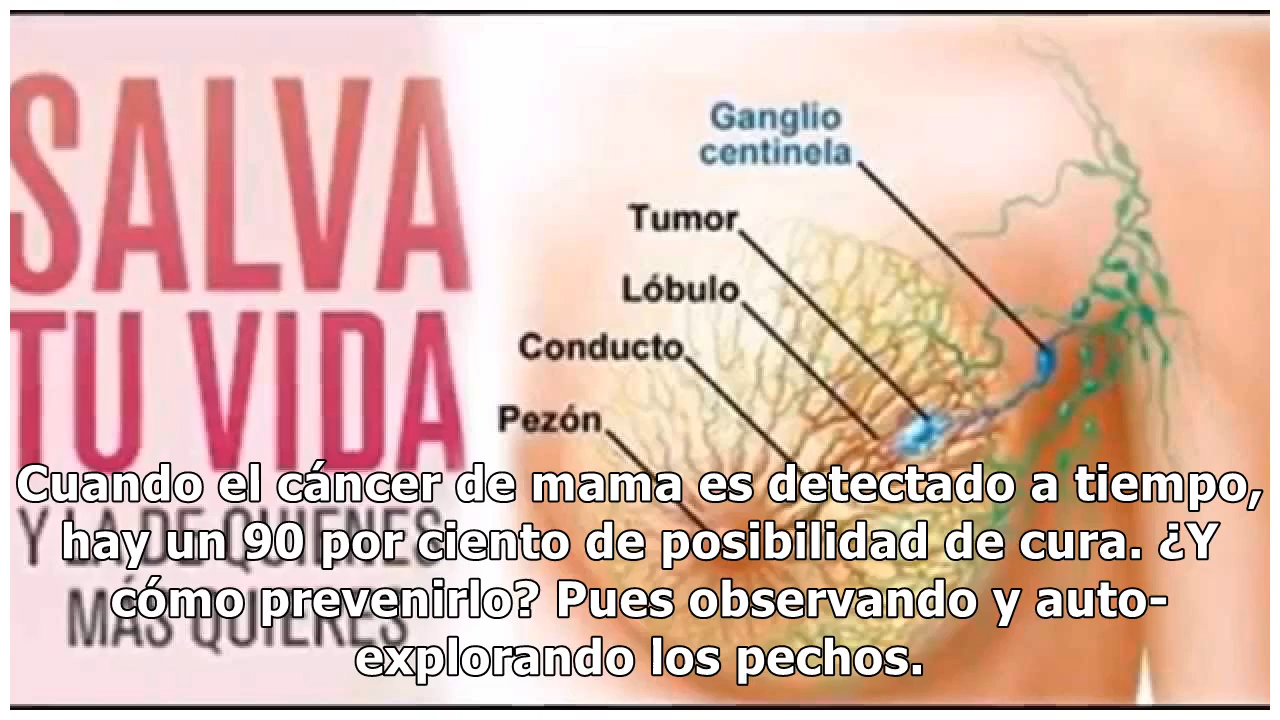 SALVA
TU VIDA
Y LA DE QUIENES
MÁS QUIERES
Ganglio
centinela
Tumor
Lóbulo
Conducto
Pezón
Cuando el cáncer de mama es detectado a tiempo,
hay un 90 por ciento de posibilidad de cura. ¿Y
cómo prevenirlo? Pues observando y auto-
explorando los pechos.